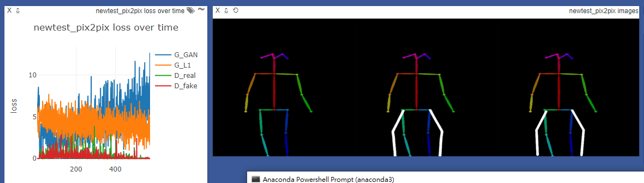 X newtest_pix2pix loss over time
newtest_pix2pix loss over time
G_GAN
G_L1
D_real
D_fake
loss
10
5
0
200
400
X newtest_pix2pix images
Anaconda Powershell Prompt (anaconda3)